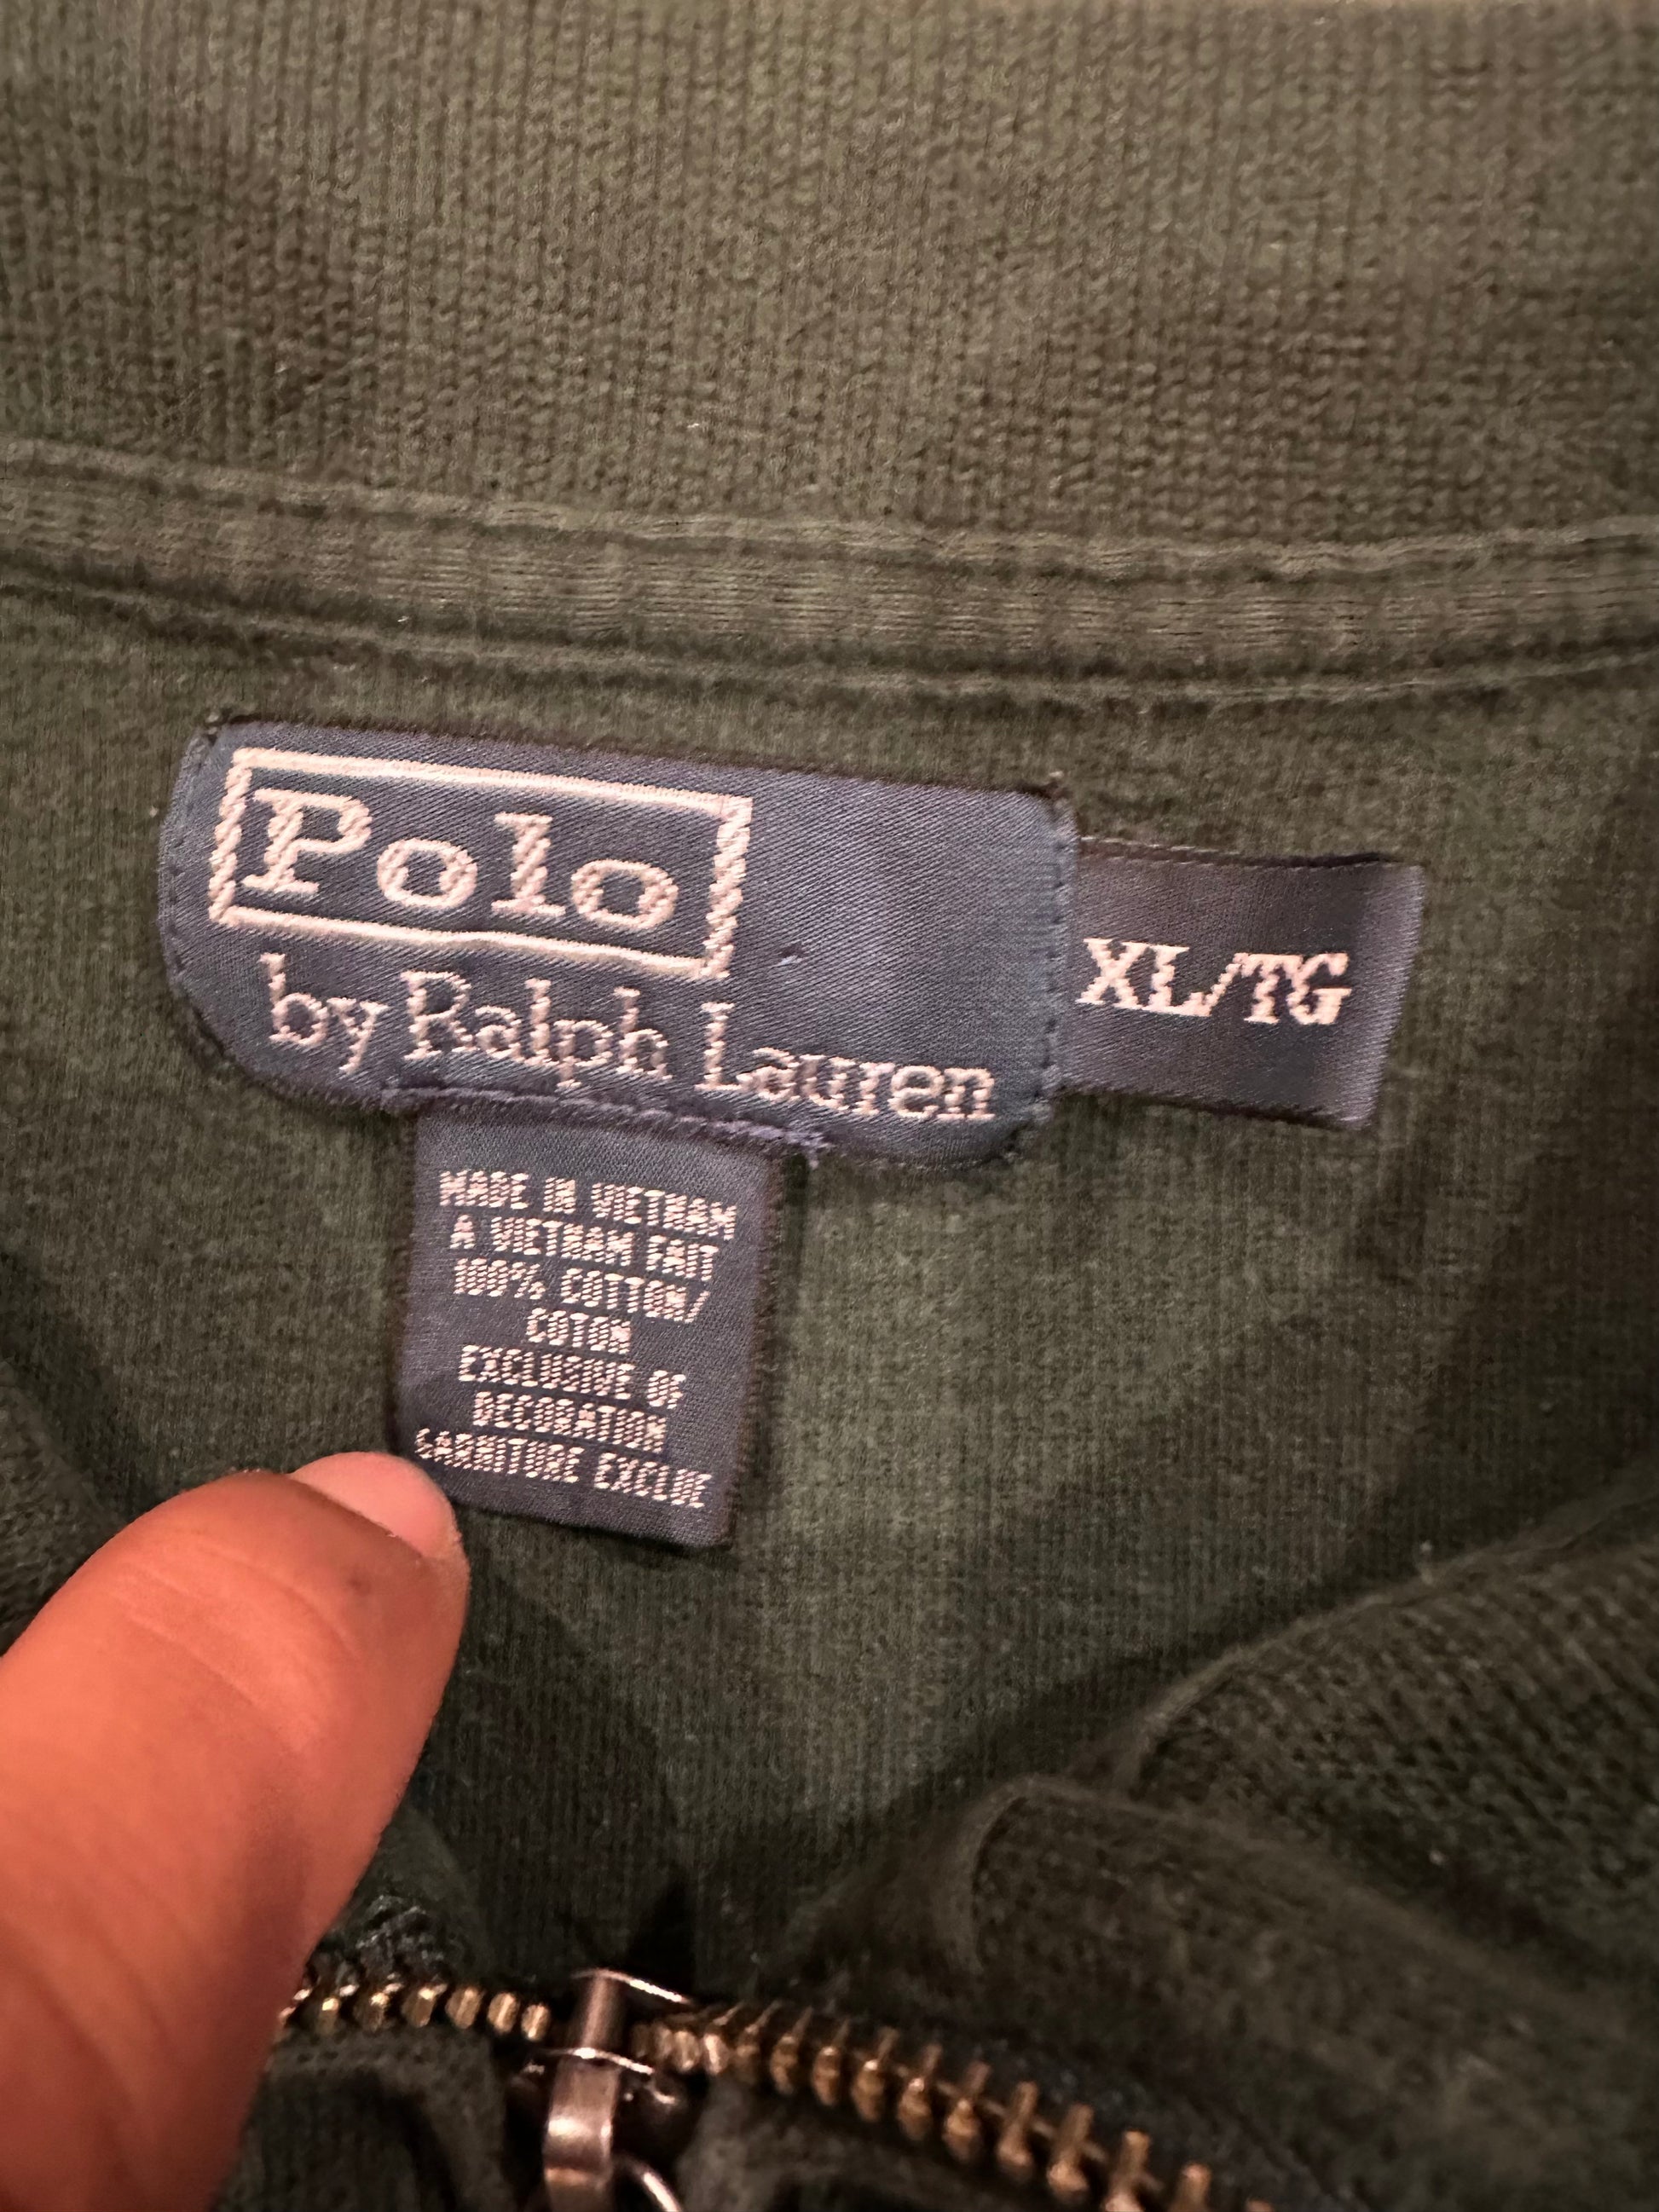 Polo
by Ralph Lauren
XL/TG
MADE IN VIETNAM
A VIETNAM FAIT
100% COTTON/
COTON
EXCLUSIVE OF
DECORATION
GARNITURE EXCLUE